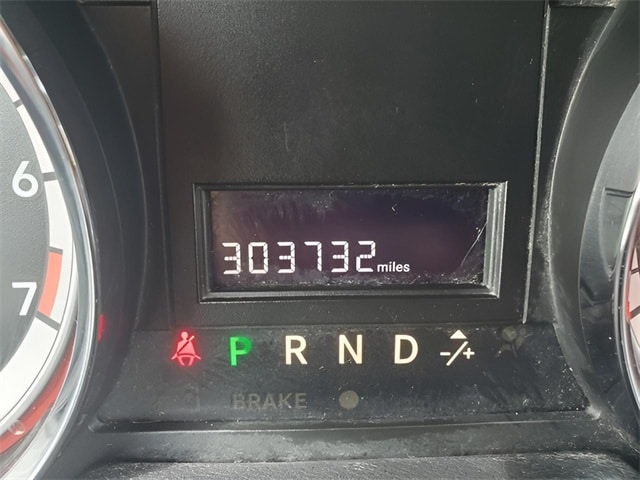 6
7
303732 miles
P R N D -/+
BRAKE